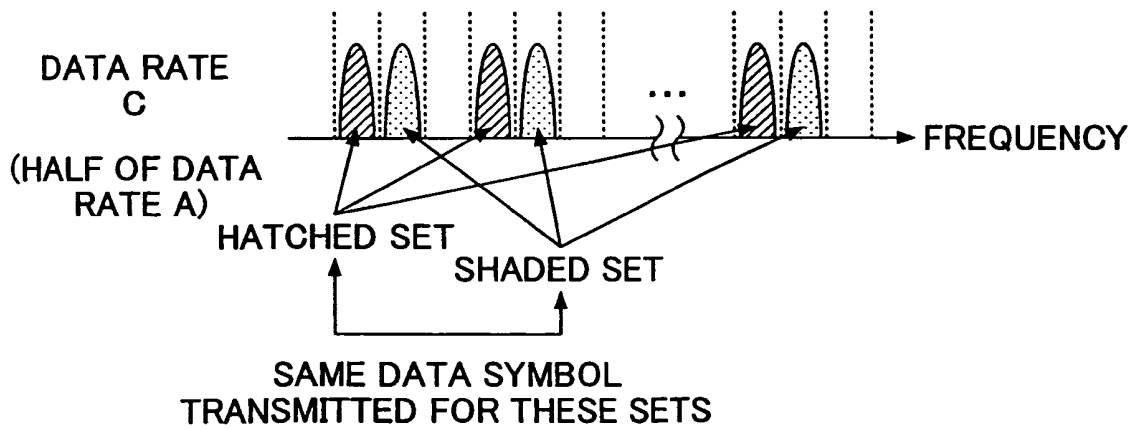 DATA RATE
C
(HALF OF DATA
RATE A)
...
FREQUENCY
HATCHED SET
SHADED SET
SAME DATA SYMBOL
TRANSMITTED FOR THESE SETS